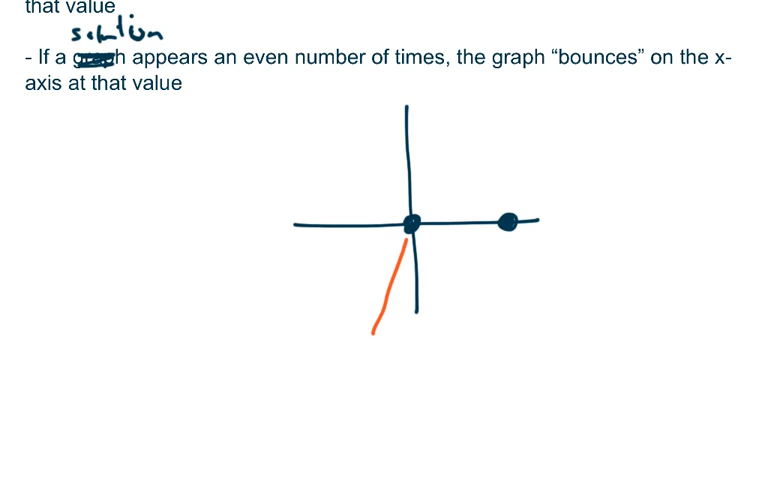 that value
solution
- If a graph appears an even number of times, the graph “bounces” on the x-
axis at that value